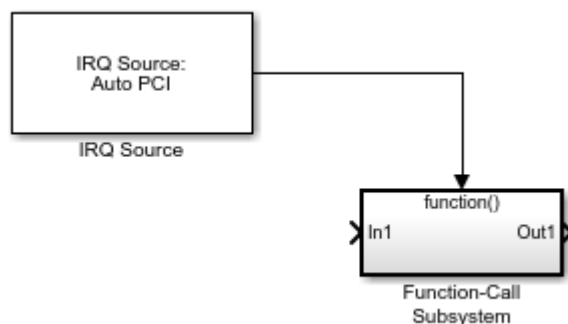 IRQ Source:
Auto PCI
IRQ Source
function()
In1 Out1
Function-Call
Subsystem